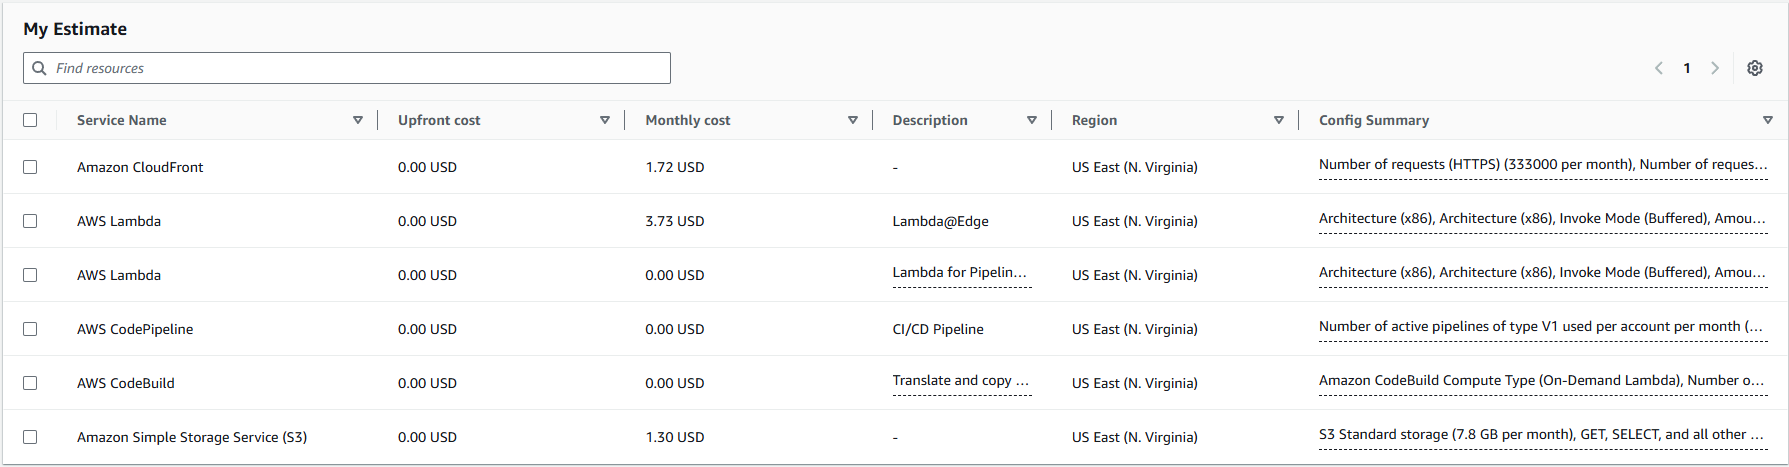 My Estimate
Find resources
1
Service Name Upfront cost Monthly cost Description Region Config Summary
Amazon CloudFront 0.00 USD 1.72 USD - US East (N. Virginia) Number of requests (HTTPS) (333000 per month), Number of reques...
AWS Lambda 0.00 USD 3.73 USD Lambda@Edge US East (N. Virginia) Architecture (x86), Architecture (x86), Invoke Mode (Buffered), Amou...
AWS Lambda 0.00 USD 0.00 USD Lambda for Pipelin... US East (N. Virginia) Architecture (x86), Architecture (x86), Invoke Mode (Buffered), Amou...
AWS CodePipeline 0.00 USD 0.00 USD CI/CD Pipeline US East (N. Virginia) Number of active pipelines of type V1 used per account per month (...
AWS CodeBuild 0.00 USD 0.00 USD Translate and copy ... US East (N. Virginia) Amazon CodeBuild Compute Type (On-Demand Lambda), Number o...
Amazon Simple Storage Service (S3) 0.00 USD 1.30 USD - US East (N. Virginia) S3 Standard storage (7.8 GB per month), GET, SELECT, and all other ...